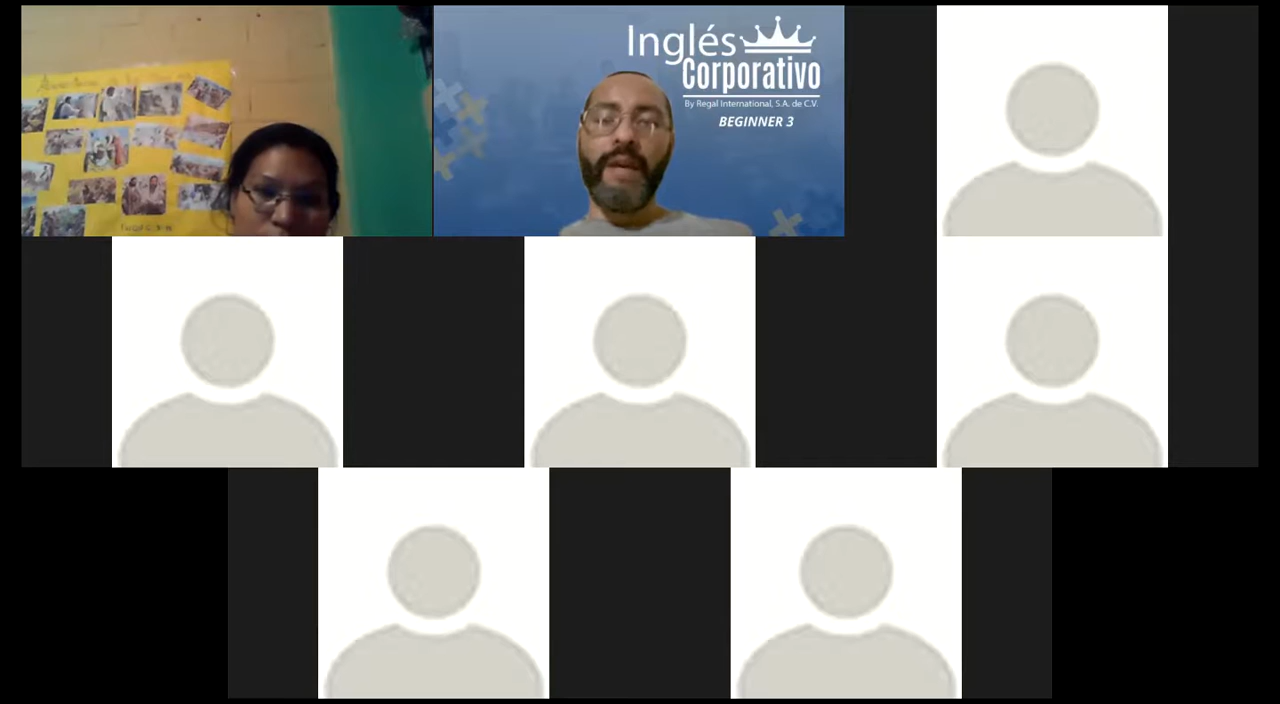 Inglés
Corporativo
By Regal International, S.A. de C.V.
BEGINNER 3